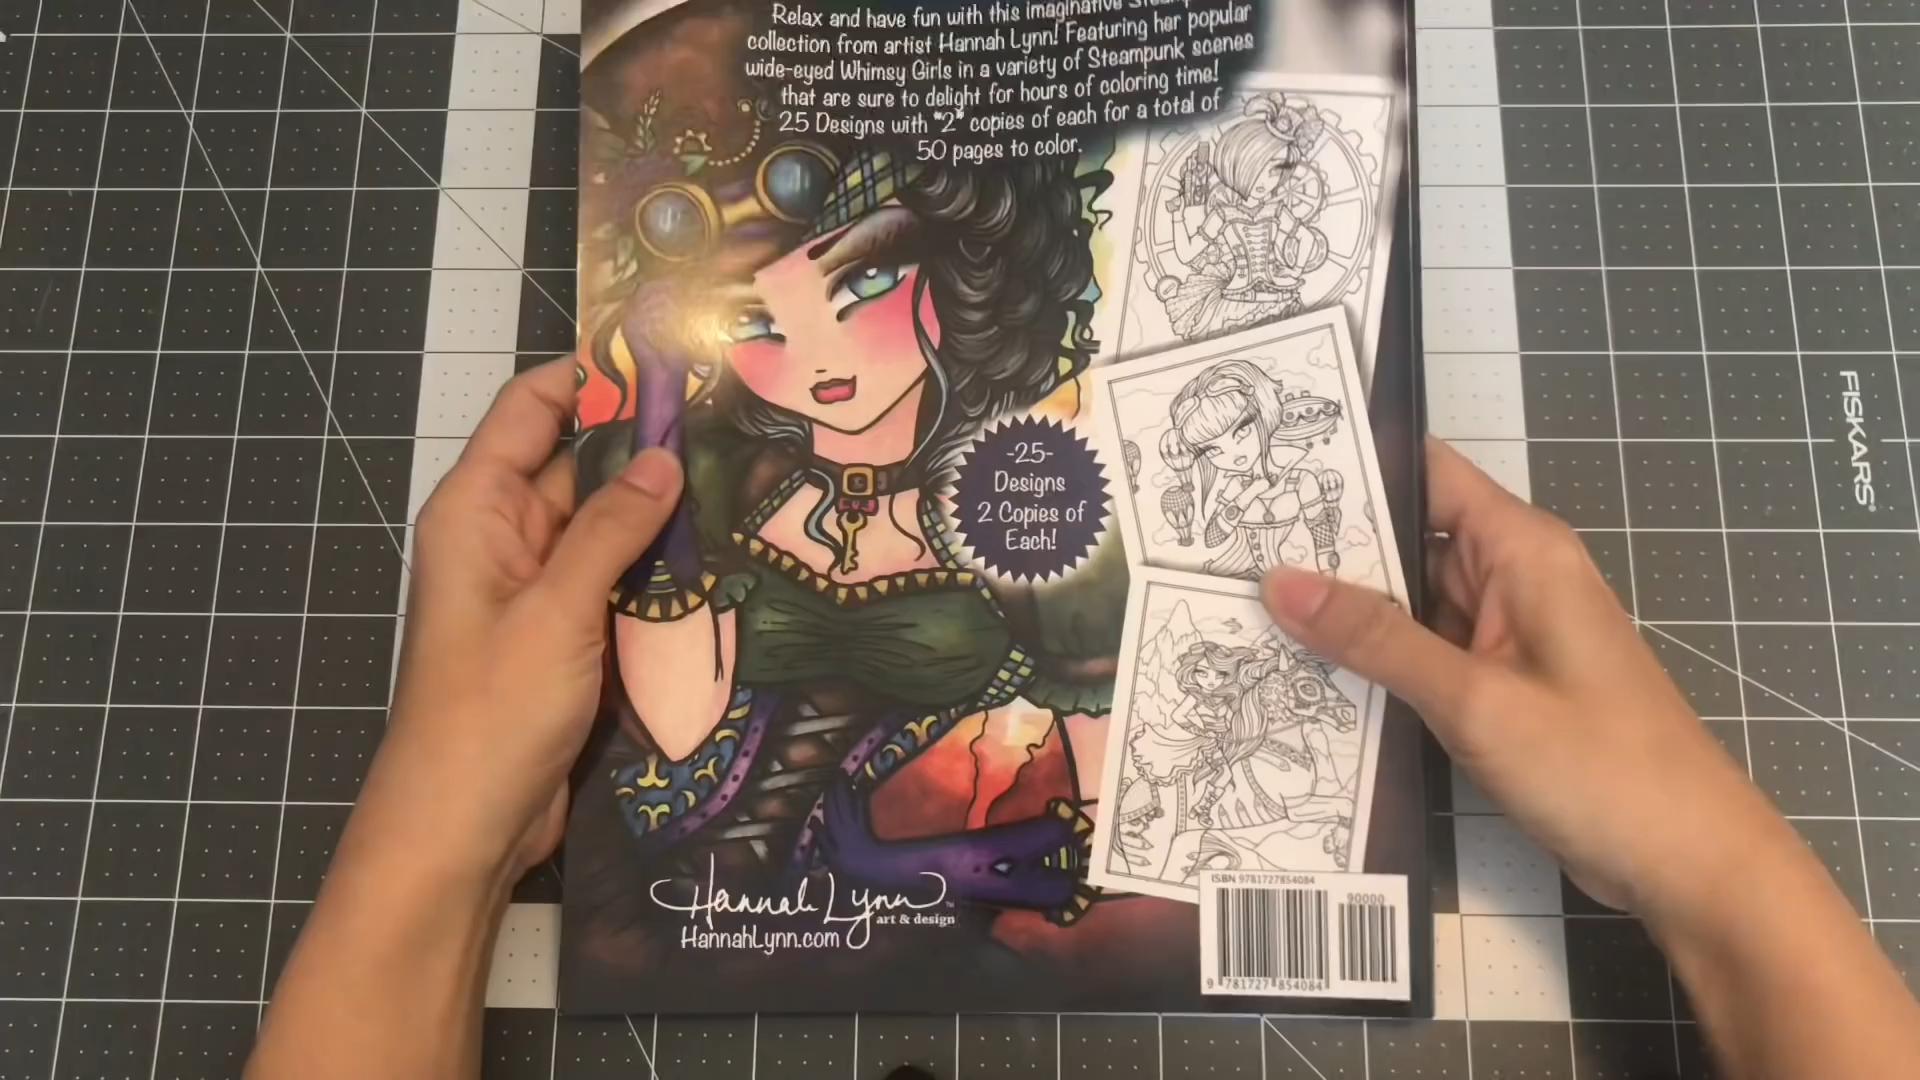 Relax and have fun with this imaginative
collection from artist Hannah Lynn! Featuring her popular
wide-eyed Whimsy Girls in a variety of Steampunk scenes
that are sure to delight for hours of coloring time!
25 Designs with "2" copies of each for a total of
50 pages to color.
-25-
Designs
2 Copies of
Each!
FISKARS
Hannah Lynn
art & design
HannahLynn.com
ISBN 9781727854084
90000
9 781727 854084